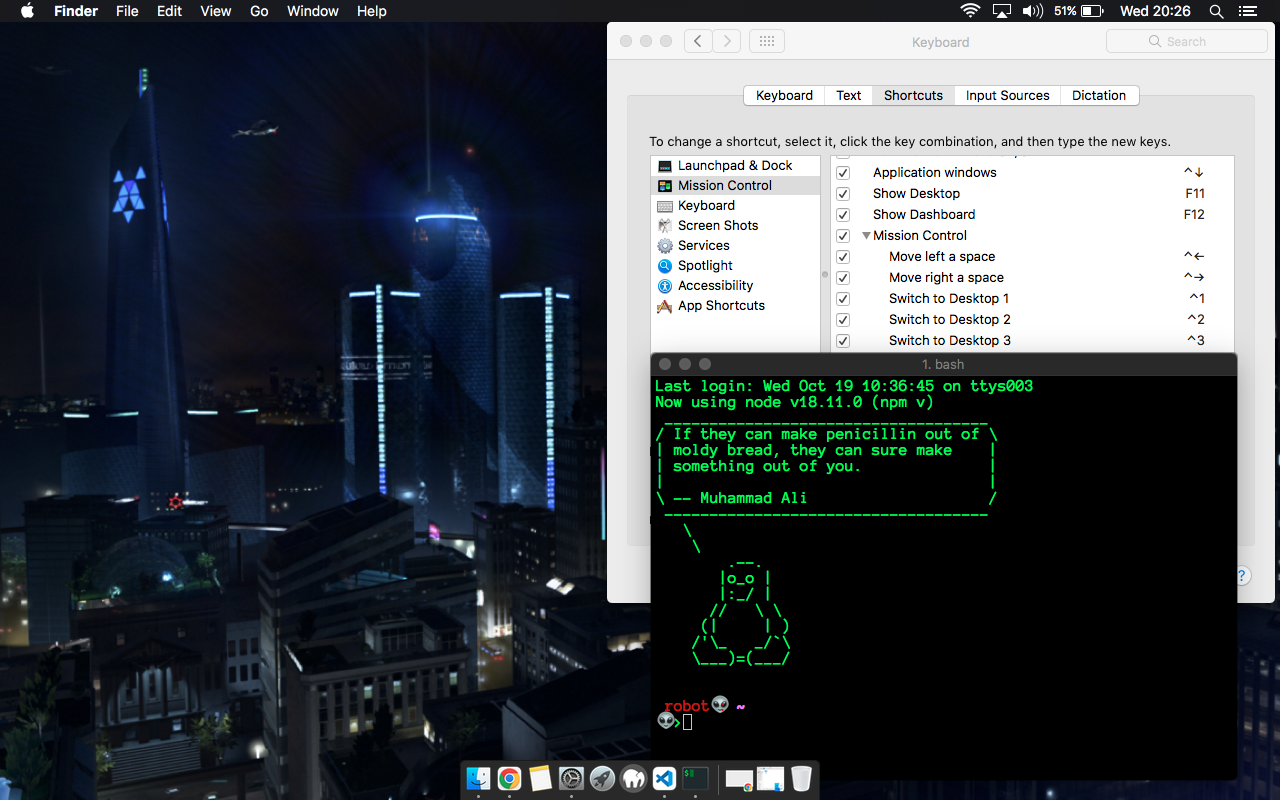 Finder File Edit View Go Window Help 51% Wed 20:26
Keyboard
Search
Keyboard Text Shortcuts Input Sources Dictation
To change a shortcut, select it, click the key combination, and then type the new keys.
Launchpad & Dock
Mission Control
Keyboard
Screen Shots
Services
Spotlight
Accessibility
App Shortcuts
Application windows ^↓
Show Desktop F11
Show Dashboard F12
Mission Control
Move left a space ^←
Move right a space ^→
Switch to Desktop 1 ^1
Switch to Desktop 2 ^2
Switch to Desktop 3 ^3
?
1. bash
Last login: Wed Oct 19 10:36:45 on ttys003
Now using node v18.11.0 (npm v)
 ____________________________________
/ If they can make penicillin out of \
| moldy bread, they can sure make    |
| something out of you.              |
|                                    |
\ -- Muhammad Ali                    /
 ------------------------------------
   \
    \
        .--.
       |o_o |
       |:_/ |
      //   \ \
     (|     | )
    /'\_   _/`\
    \___)=(___/
robot👽 ~
👽>